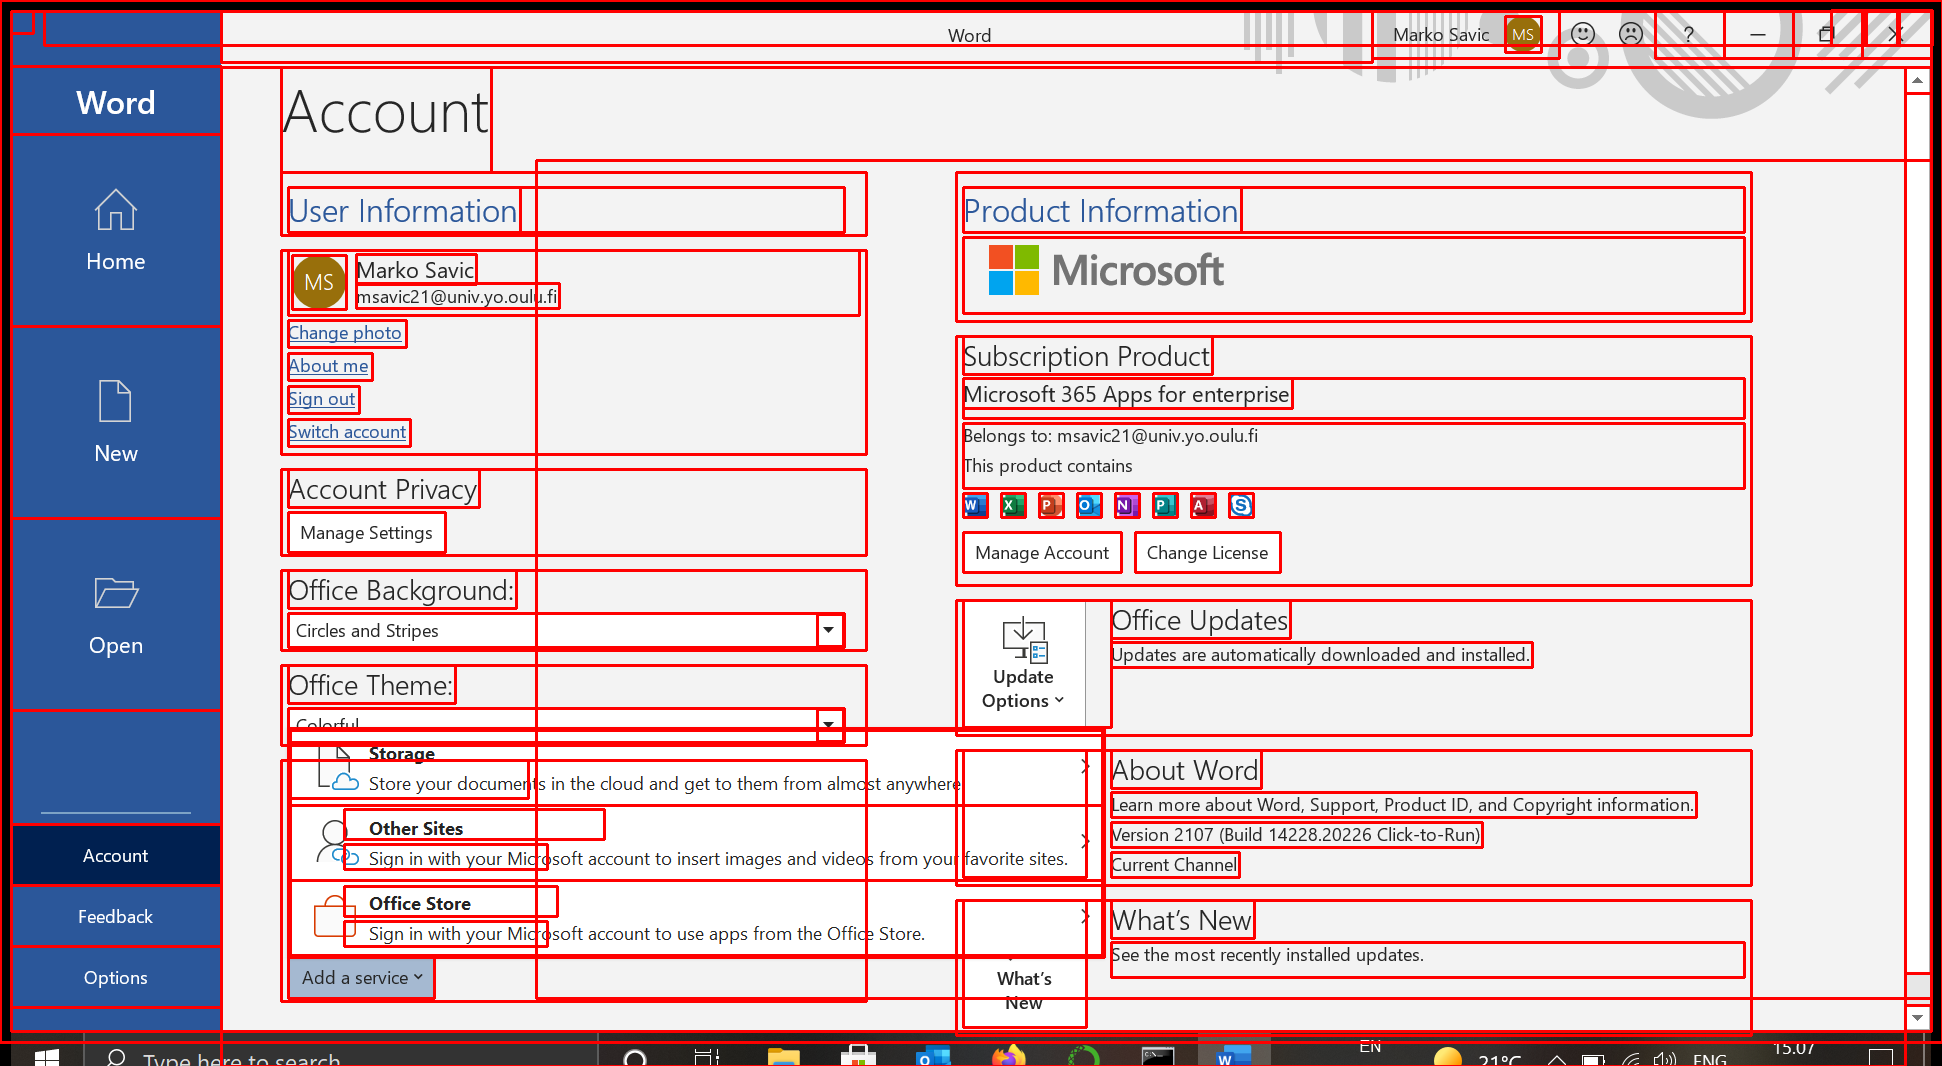 Word
Marko Savic
MS
?
Word
Account
Home
New
Open
Account
Feedback
Options
User Information
MS
Marko Savic
msavic21@univ.yo.oulu.fi
Change photo
About me
Sign out
Switch account
Account Privacy
Manage Settings
Office Background:
Circles and Stripes
Office Theme:
Colorful
Storage
Store your documents in the cloud and get to them from almost anywhere
Other Sites
Sign in with your Microsoft account to insert images and videos from your favorite sites.
Office Store
Sign in with your Microsoft account to use apps from the Office Store.
Add a service
Product Information
Microsoft
Subscription Product
Microsoft 365 Apps for enterprise
Belongs to: msavic21@univ.yo.oulu.fi
This product contains
W X P O N P A S
Manage Account
Change License
Update
Options
Office Updates
Updates are automatically downloaded and installed.
About Word
Learn more about Word, Support, Product ID, and Copyright information.
Version 2107 (Build 14228.20226 Click-to-Run)
Current Channel
What's New
See the most recently installed updates.
What's
New
Type here to search
EN
21°C
ENG
15.07